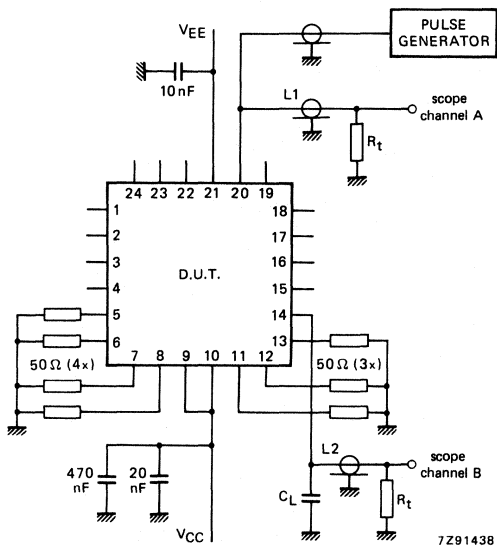 VEE
PULSE
GENERATOR
10 nF
L1
scope
channel A
Rt
24 23 22 21 20 19
1
2
3
4
5
6
18
17
16
15
14
13
D.U.T.
7 8 9 10 11 12
50 Ω (4x)
50 Ω (3x)
L2
scope
channel B
470
nF
20
nF
CL
Rt
VCC
7Z91438